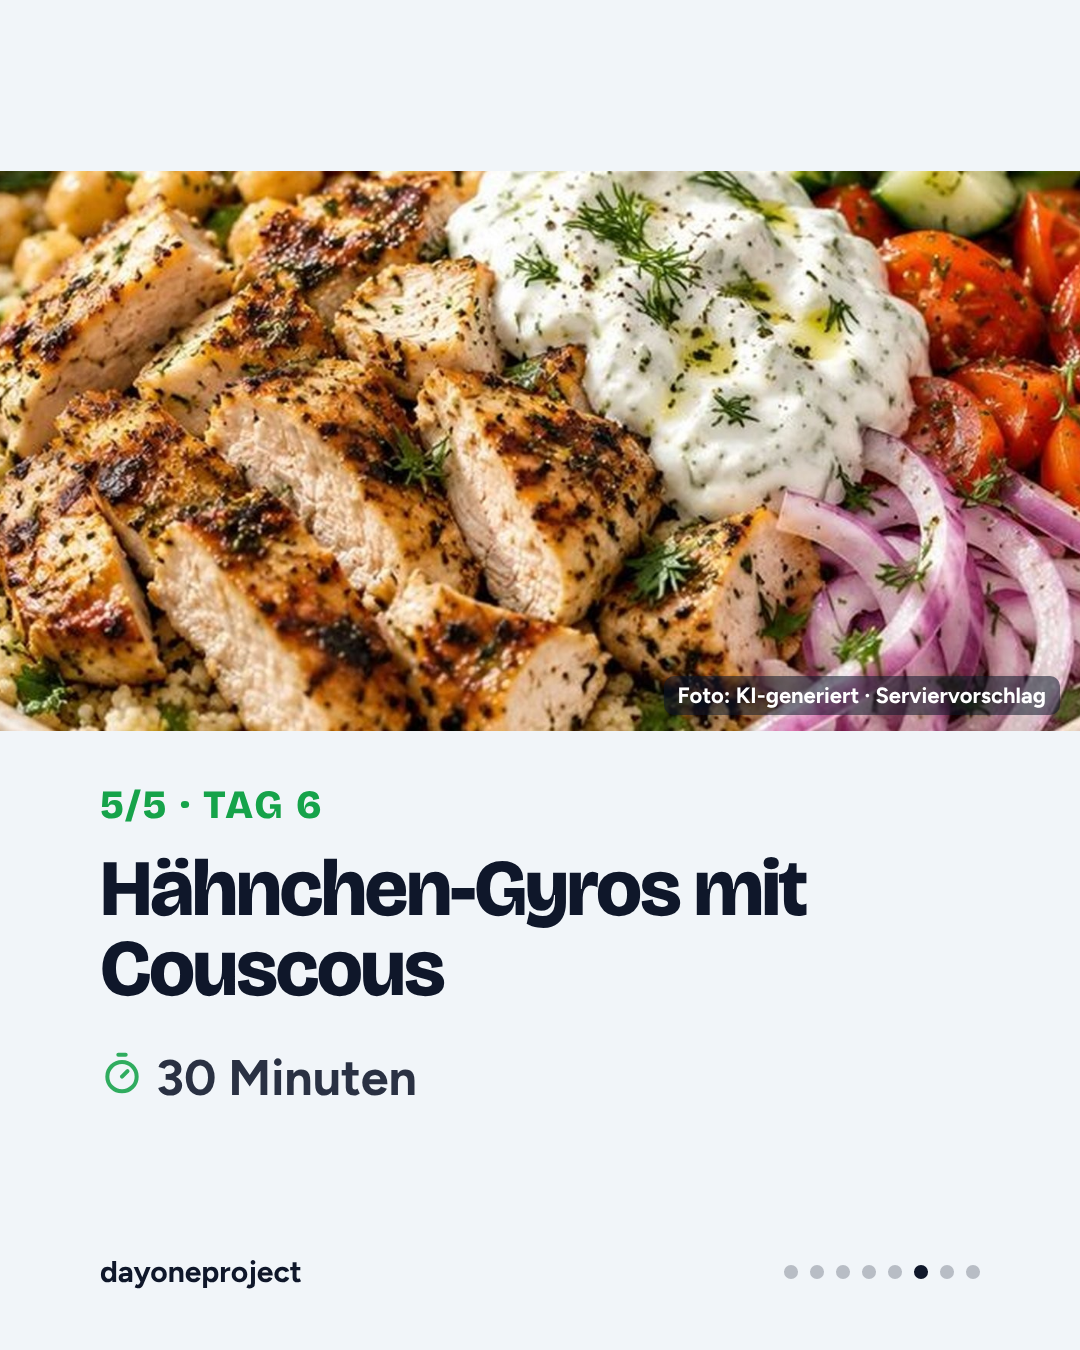 Foto: KI-generiert · Serviervorschlag
5/5 · TAG 6
Hähnchen-Gyros mit
Couscous
30 Minuten
dayoneproject